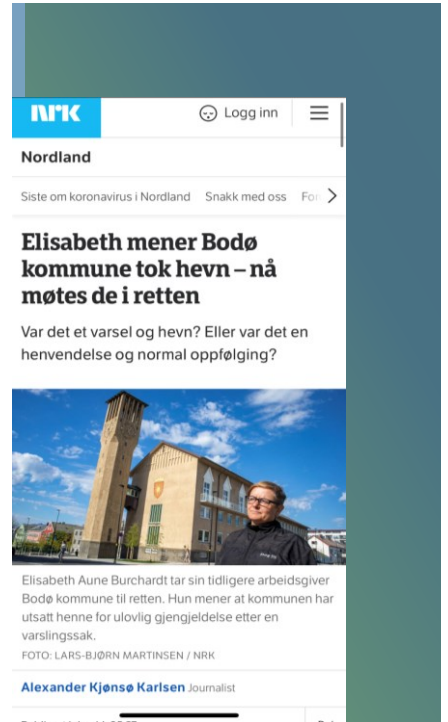 NRK
Logg inn
Nordland
Siste om koronavirus i Nordland Snakk med oss For
Elisabeth mener Bodø
kommune tok hevn – nå
møtes de i retten
Var det et varsel og hevn? Eller var det en
henvendelse og normal oppfølging?
Elisabeth Aune Burchardt tar sin tidligere arbeidsgiver
Bodø kommune til retten. Hun mener at kommunen har
utsatt henne for ulovlig gjengjeldelse etter en
varslingssak.
FOTO: LARS-BJØRN MARTINSEN / NRK
Alexander Kjønsø Karlsen Journalist